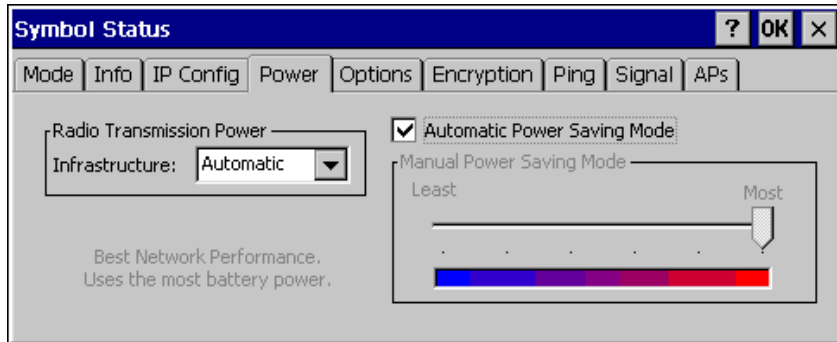 Symbol Status ? OK ×
Mode Info IP Config Power Options Encryption Ping Signal APs
Radio Transmission Power
Infrastructure: Automatic
Best Network Performance.
Uses the most battery power.
Automatic Power Saving Mode
Manual Power Saving Mode
Least Most